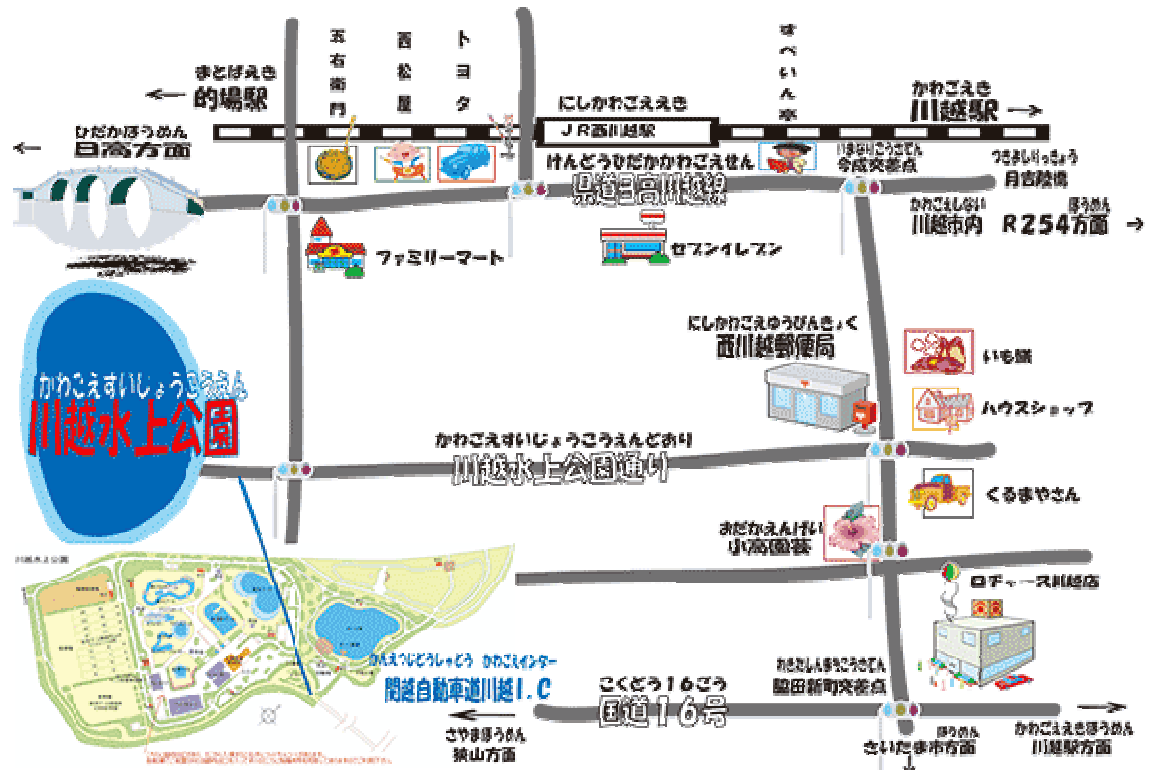 五右衛門
西松屋
トヨタ
すぺいん亭
まとばえき
的場駅
にしかわごええき
JR西川越駅
かわごええき
川越駅
ひだかほうめん
日高方面
けんどうひだかかわごえせん
県道日高川越線
いまなりこうさてん
今成交差点
つきよしりっきょう
月吉陸橋
かわごえしない ほうめん
川越市内 R254方面
ファミリーマート
セブンイレブン
にしかわごえゆうびんきょく
西川越郵便局
いも膳
ハウスショップ
かわごえすいじょうこうえん
川越水上公園
かわごえすいじょうこうえんどおり
川越水上公園通り
くるまやさん
おだかえんげい
小高園芸
川越水上公園
ロヂャース川越店
かんえつじどうしゃどう かわごえインター
関越自動車道川越I.C
こくどう16ごう
国道16号
わきたしんまちこうさてん
脇田新町交差点
さやまほうめん
狭山方面
ほうめん
さいたま市方面
かわごええきほうめん
川越駅方面